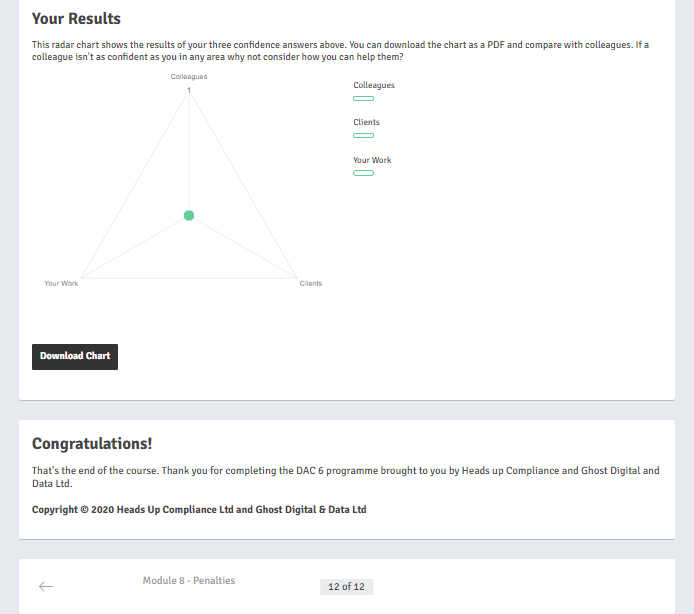 Your Results
This radar chart shows the results of your three confidence answers above. You can download the chart as a PDF and compare with colleagues. If a
colleague isn't as confident as you in any area why not consider how you can help them?
Colleagues
1
Your Work
Clients
Colleagues
Clients
Your Work
Download Chart
Congratulations!
That's the end of the course. Thank you for completing the DAC 6 programme brought to you by Heads up Compliance and Ghost Digital and
Data Ltd.
Copyright © 2020 Heads Up Compliance Ltd and Ghost Digital & Data Ltd
Module 8 - Penalties
12 of 12